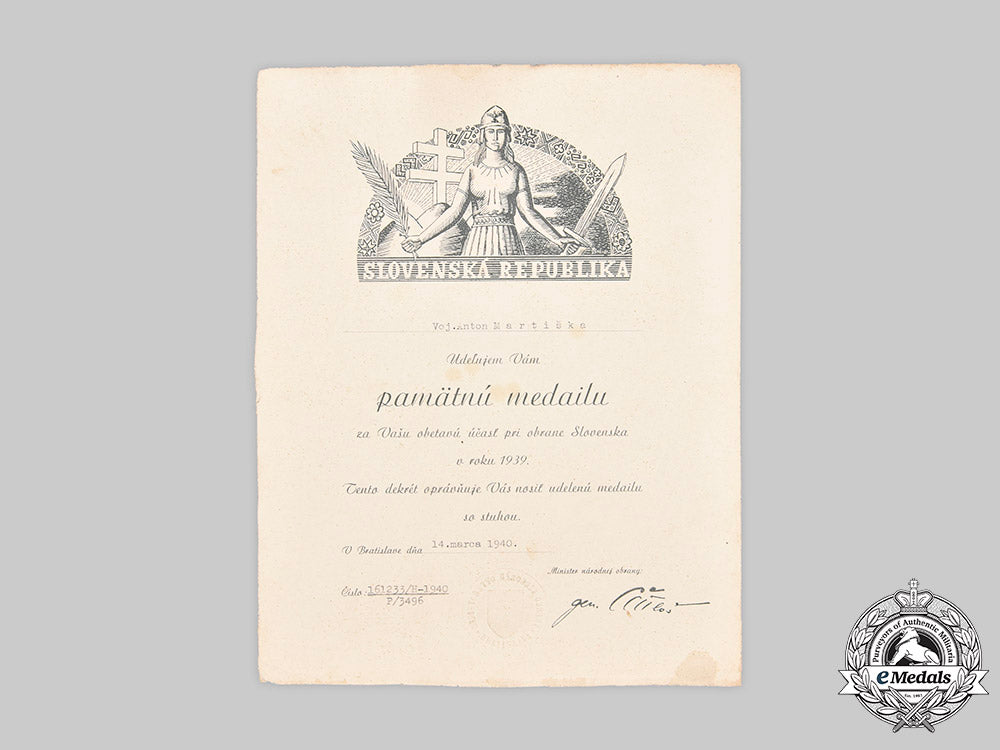 SLOVENSKÁ REPUBLIKA
Voj.Anton Martiška
Udeľujem Vám
pamätnú medailu
za Vašu obetavú účasť pri obrane Slovenska
v roku 1939.
Tento dekrét oprávňuje Vás nosiť udelenú medailu
so stuhou.
V Bratislave dňa 14.marca 1940.
Minister národnej obrany:
Číslo: 161233/H-1940
P/3496
gen. Čatloš
Purveyors of Authentic Militaria
eMedals